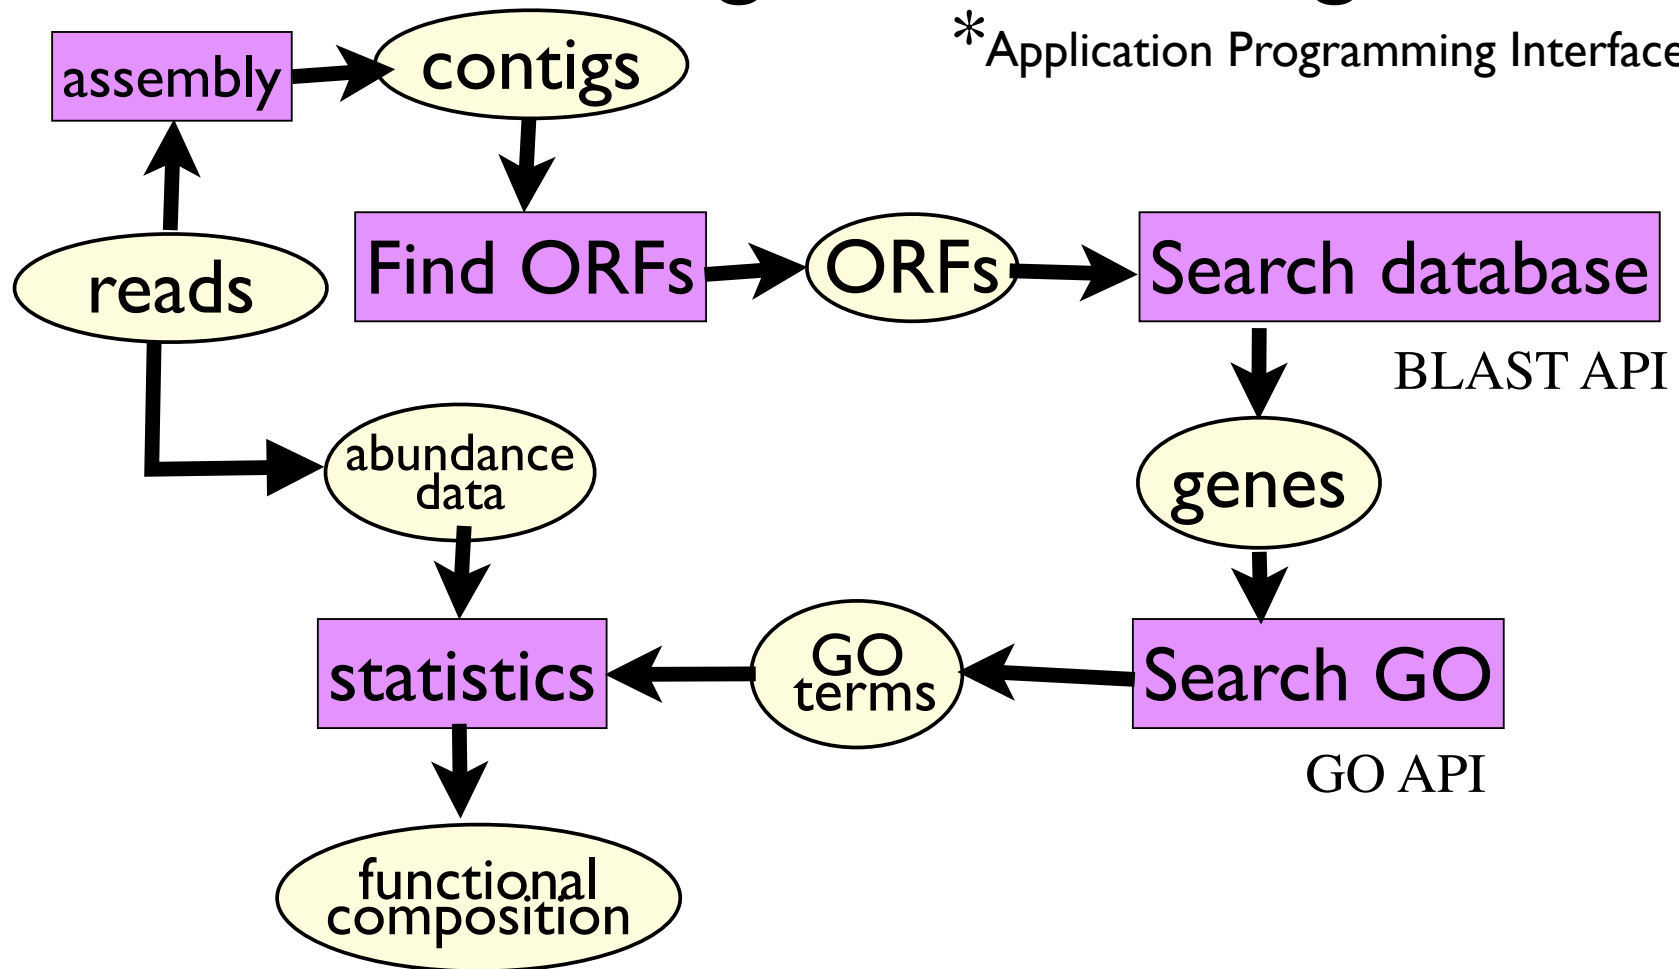 *Application Programming Interface
assembly
contigs
reads
Find ORFs
ORFs
Search database
BLAST API
abundance
data
genes
statistics
GO
terms
Search GO
GO API
functional
composition